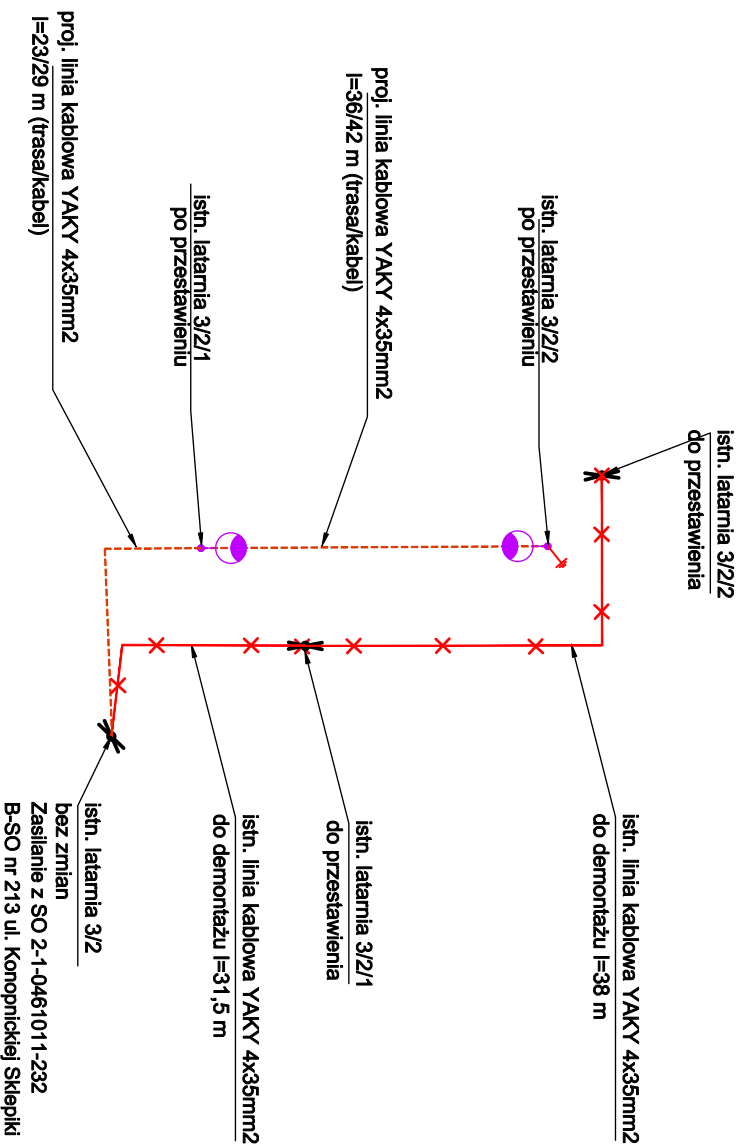 istn. latarnia 3/2/2
do przestawienia
istn. linia kablowa YAKY 4x35mm2
do demontażu l=38 m
istn. latarnia 3/2/2
po przestawieniu
proj. linia kablowa YAKY 4x35mm2
l=36/42 m (trasa/kabel)
istn. latarnia 3/2/1
do przestawienia
istn. linia kablowa YAKY 4x35mm2
do demontażu l=31,5 m
istn. latarnia 3/2/1
po przestawieniu
proj. linia kablowa YAKY 4x35mm2
l=23/29 m (trasa/kabel)
istn. latarnia 3/2
bez zmian
Zasilanie z SO 2-1-0461011-232
B-SO nr 213 ul. Konopnickiej Sklepiki